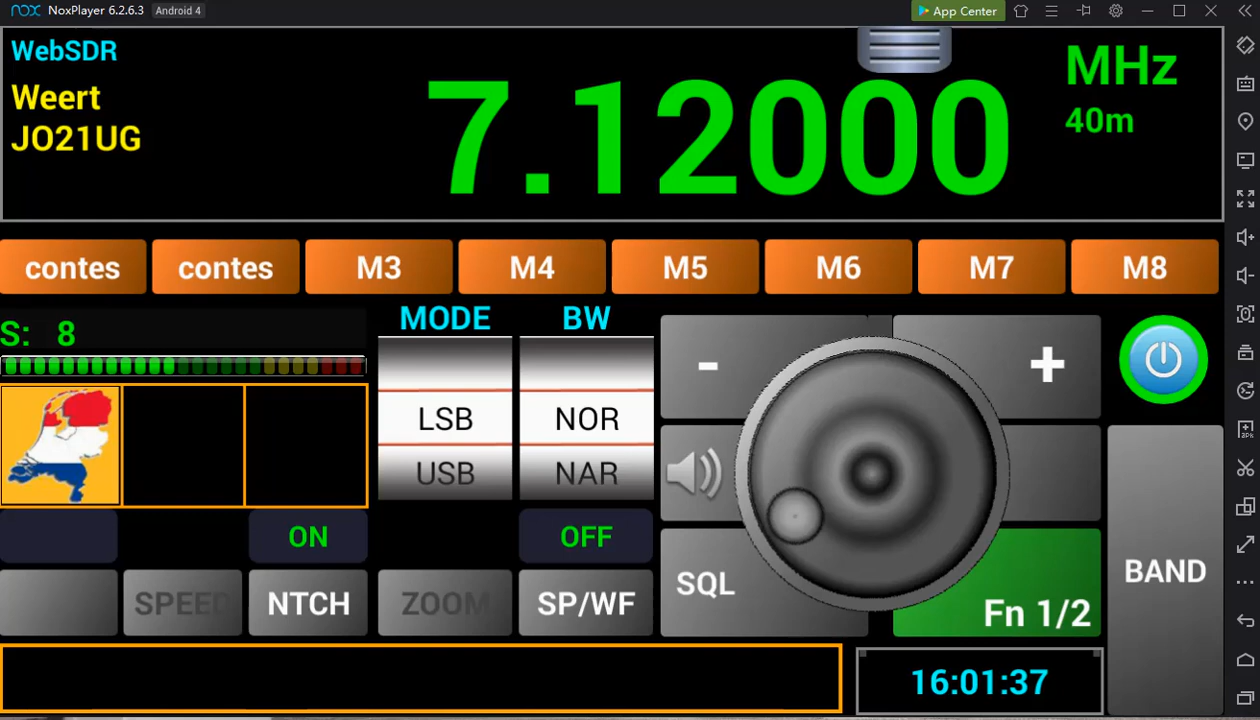 nox NoxPlayer 6.2.6.3 Android 4 App Center
WebSDR
Weert
JO21UG
7.12000
MHz
40m
contes contes M3 M4 M5 M6 M7 M8
S: 8
MODE BW
- +
LSB NOR
USB NAR
ON OFF
SPEED NTCH ZOOM SP/WF SQL Fn 1/2 BAND
16:01:37